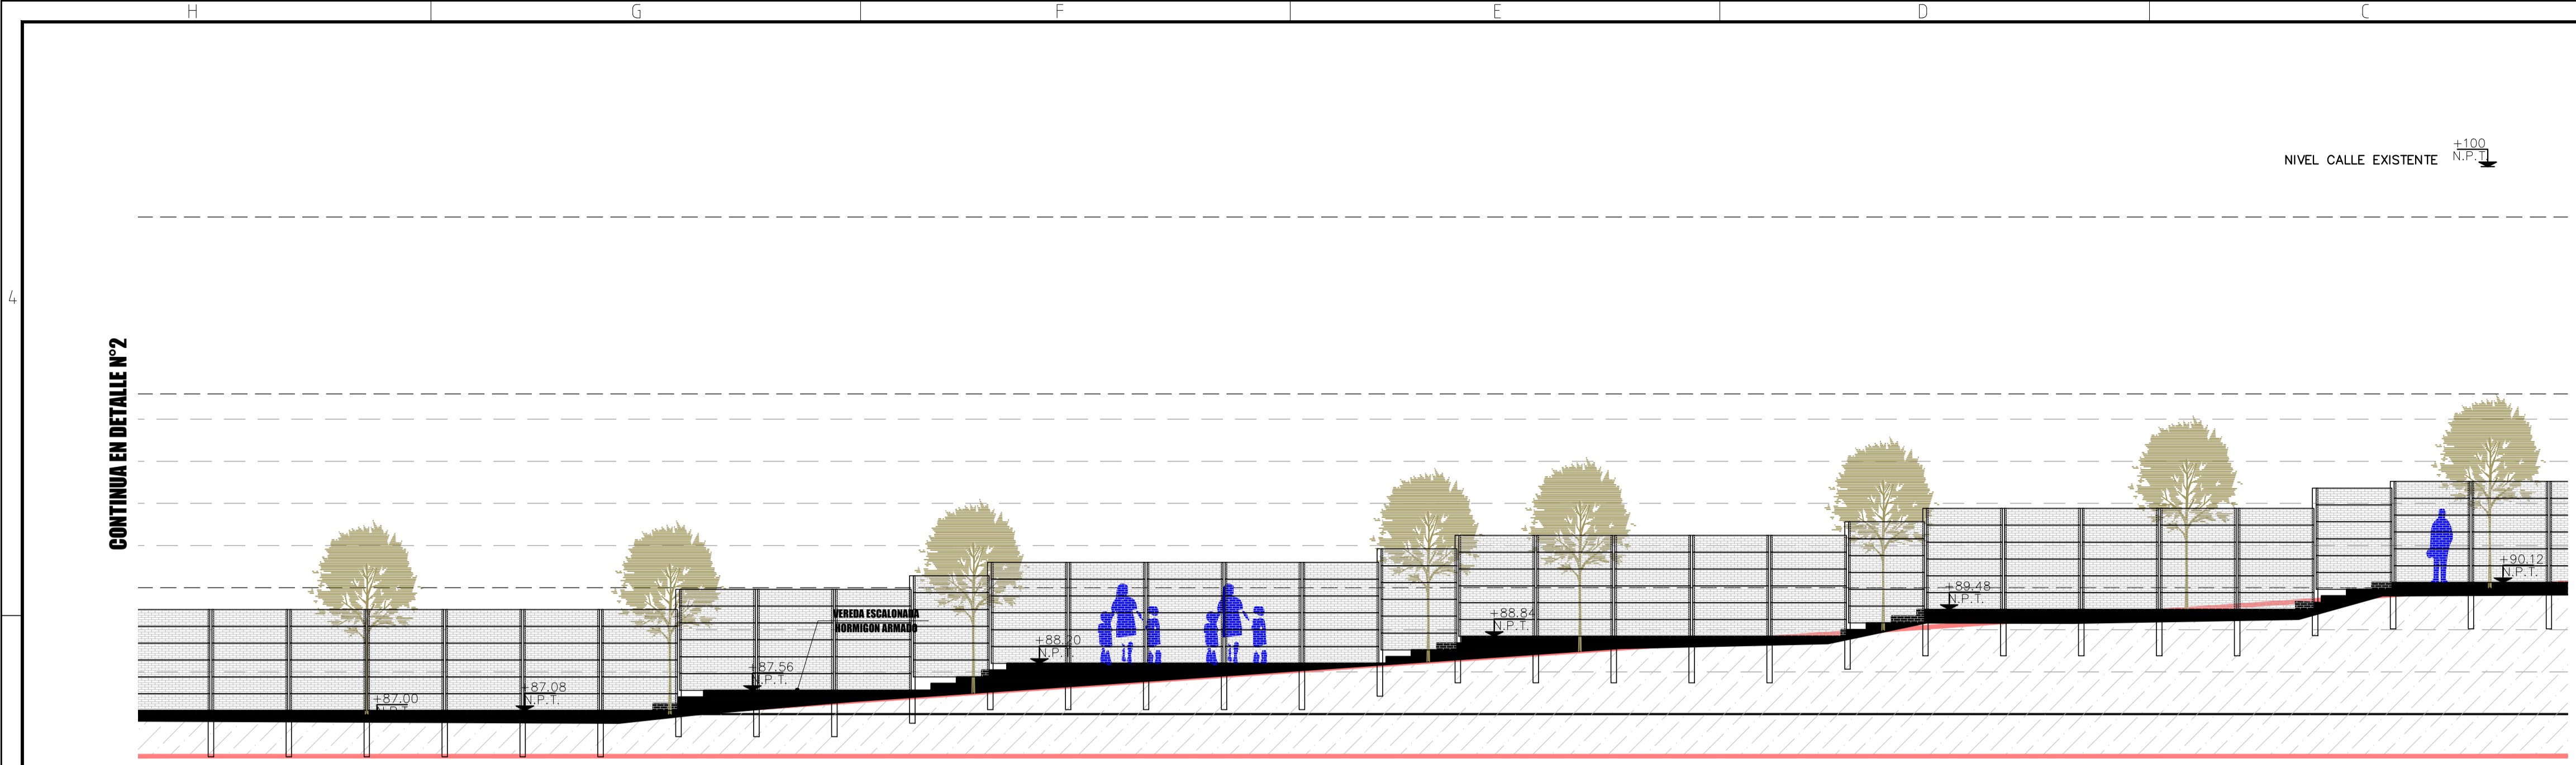 H G F E D C
4
+100
NIVEL CALLE EXISTENTE N.P.T.
CONTINUA EN DETALLE N°2
+90.12
N.P.T.
+89.48
N.P.T.
+88.84
N.P.T.
VEREDA ESCALONADA
HORMIGON ARMADO
+88.20
N.P.T.
+87.56
N.P.T.
+87.08
N.P.T.
+87.00
N.P.T.